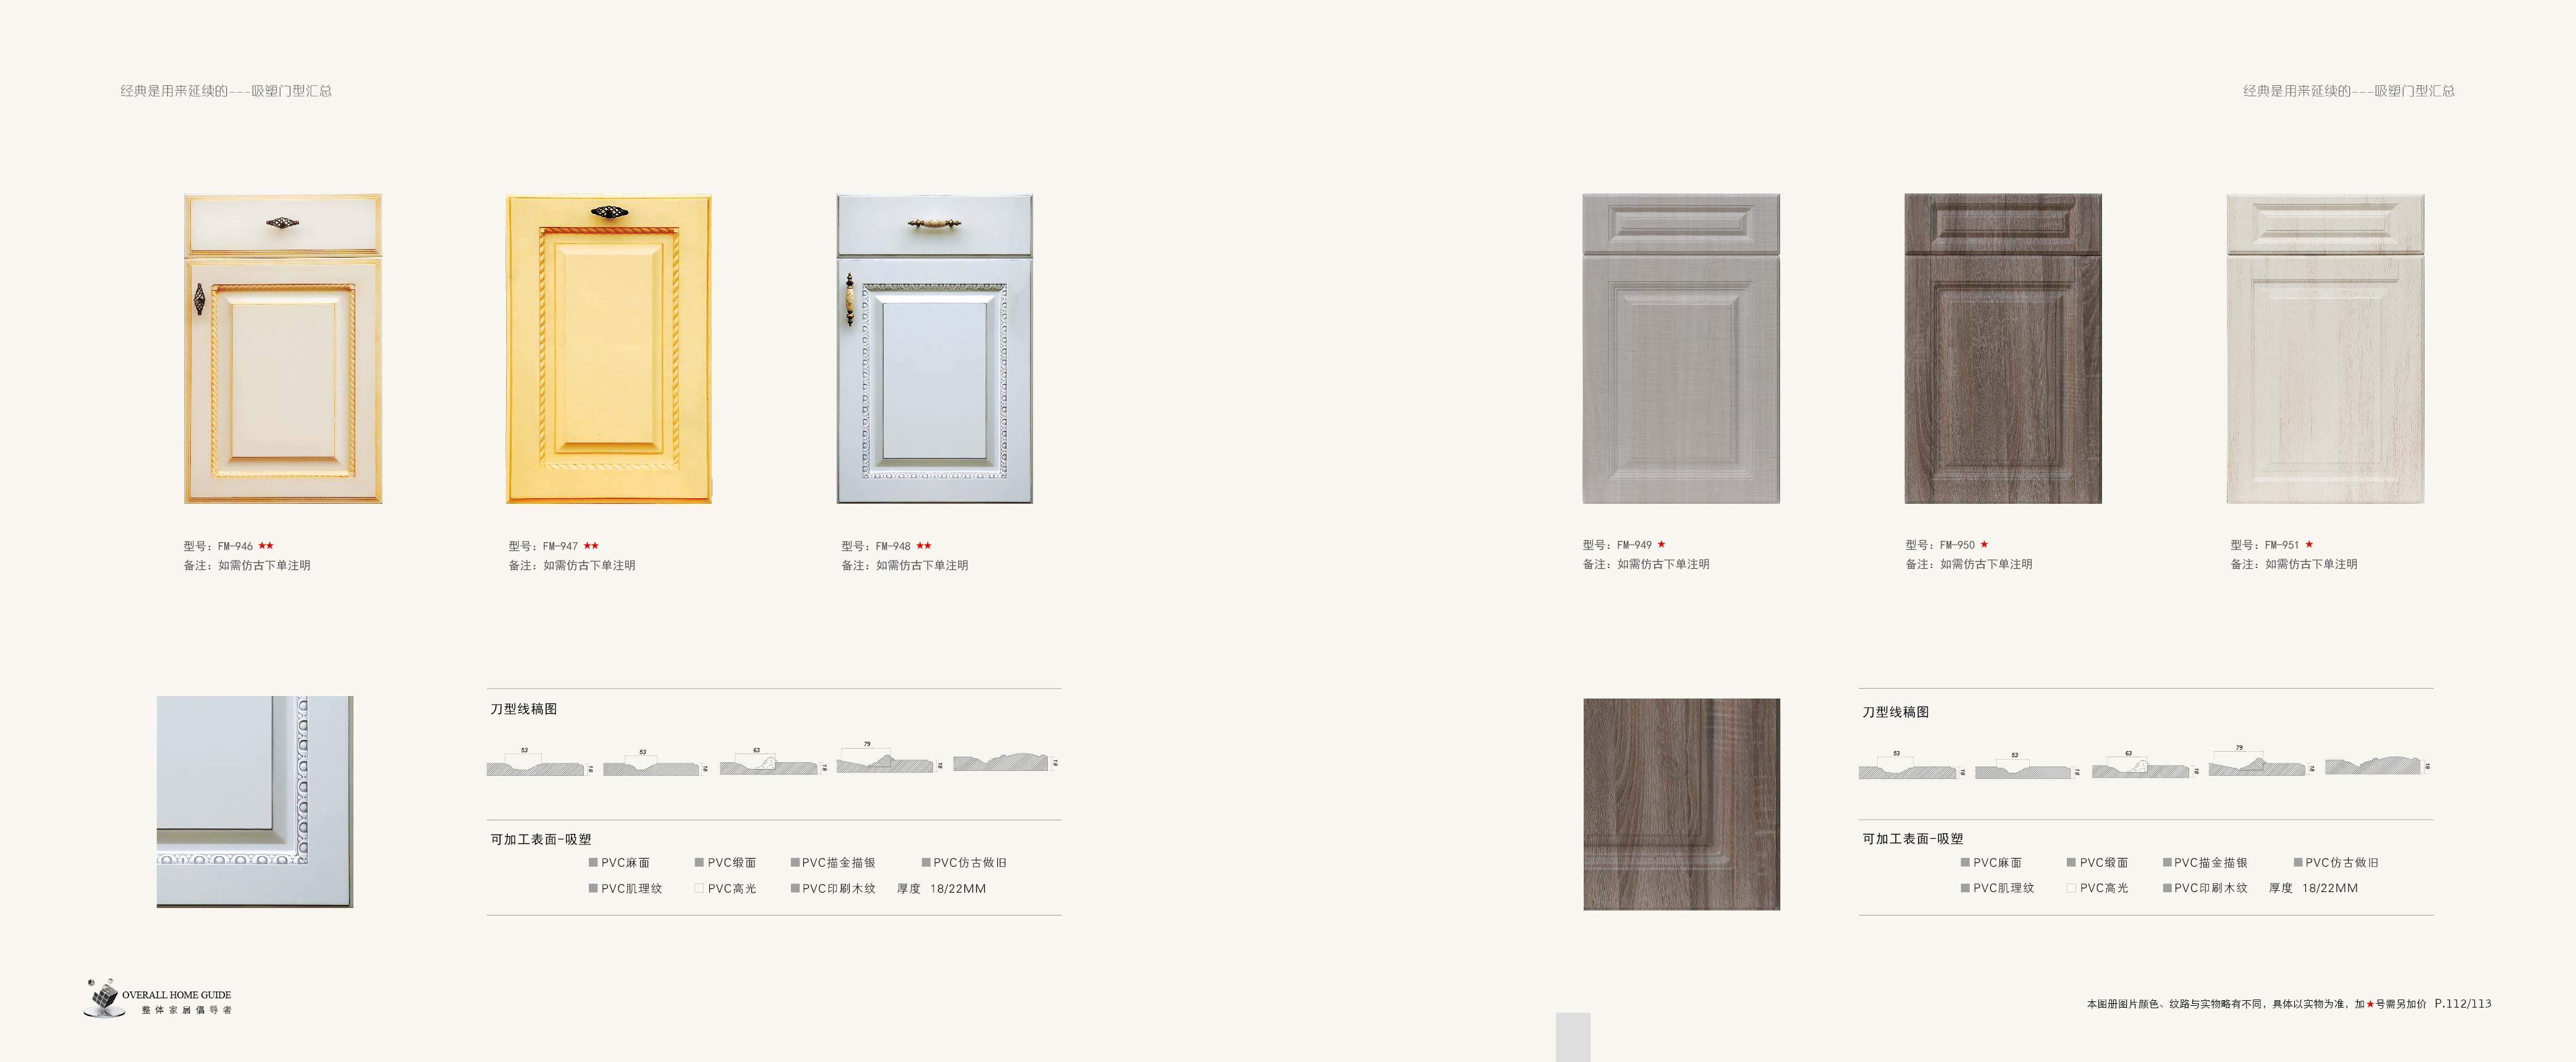 经典是用来延续的---吸塑门型汇总
经典是用来延续的---吸塑门型汇总
型号：FM-946 ★★
备注：如需仿古下单注明
型号：FM-947 ★★
备注：如需仿古下单注明
型号：FM-948 ★★
备注：如需仿古下单注明
型号：FM-949 ★
备注：如需仿古下单注明
型号：FM-950 ★
备注：如需仿古下单注明
型号：FM-951 ★
备注：如需仿古下单注明
刀型线稿图
53 53 63 79
18 18 18 18 18
可加工表面-吸塑
PVC麻面 PVC缎面 PVC描金描银 PVC仿古做旧
PVC肌理纹 PVC高光 PVC印刷木纹 厚度 18/22MM
刀型线稿图
53 53 63 79
18 18 18 18 18
可加工表面-吸塑
PVC麻面 PVC缎面 PVC描金描银 PVC仿古做旧
PVC肌理纹 PVC高光 PVC印刷木纹 厚度 18/22MM
OVERALL HOME GUIDE
整体家居倡导者
本图册图片颜色、纹路与实物略有不同，具体以实物为准，加★号需另加价 P.112/113